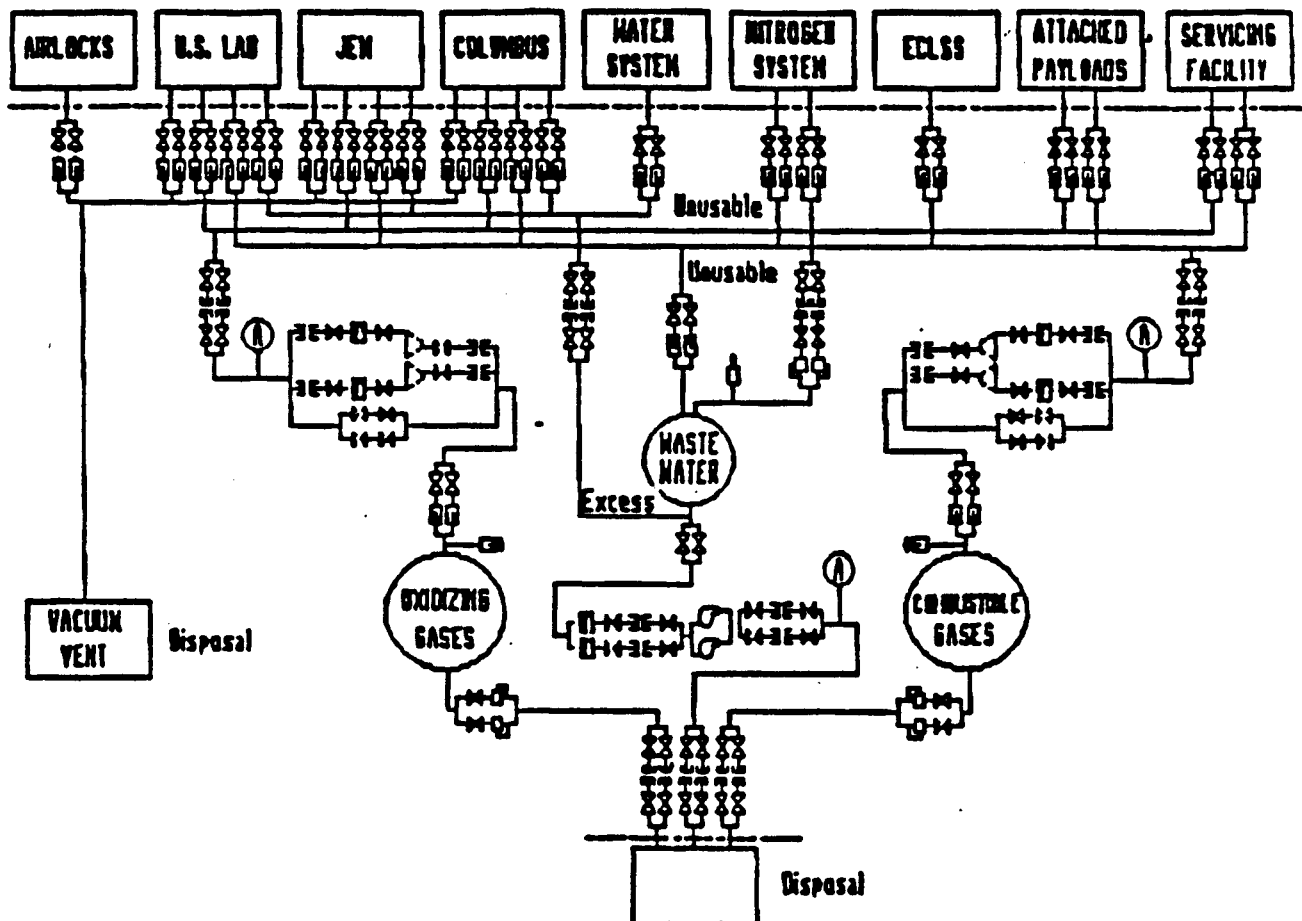 AIRLOCKS
U.S. LAB
JEM
COLUMBUS
WATER
SYSTEM
NITROGEN
SYSTEM
ECLSS
ATTACHED
PAYLOADS
SERVICING
FACILITY
Unusable
Unusable
A
A
WASTE
WATER
Excess
A
OXIDIZING
GASES
COMBUSTIBLE
GASES
VACUUM
VENT
Disposal
Disposal